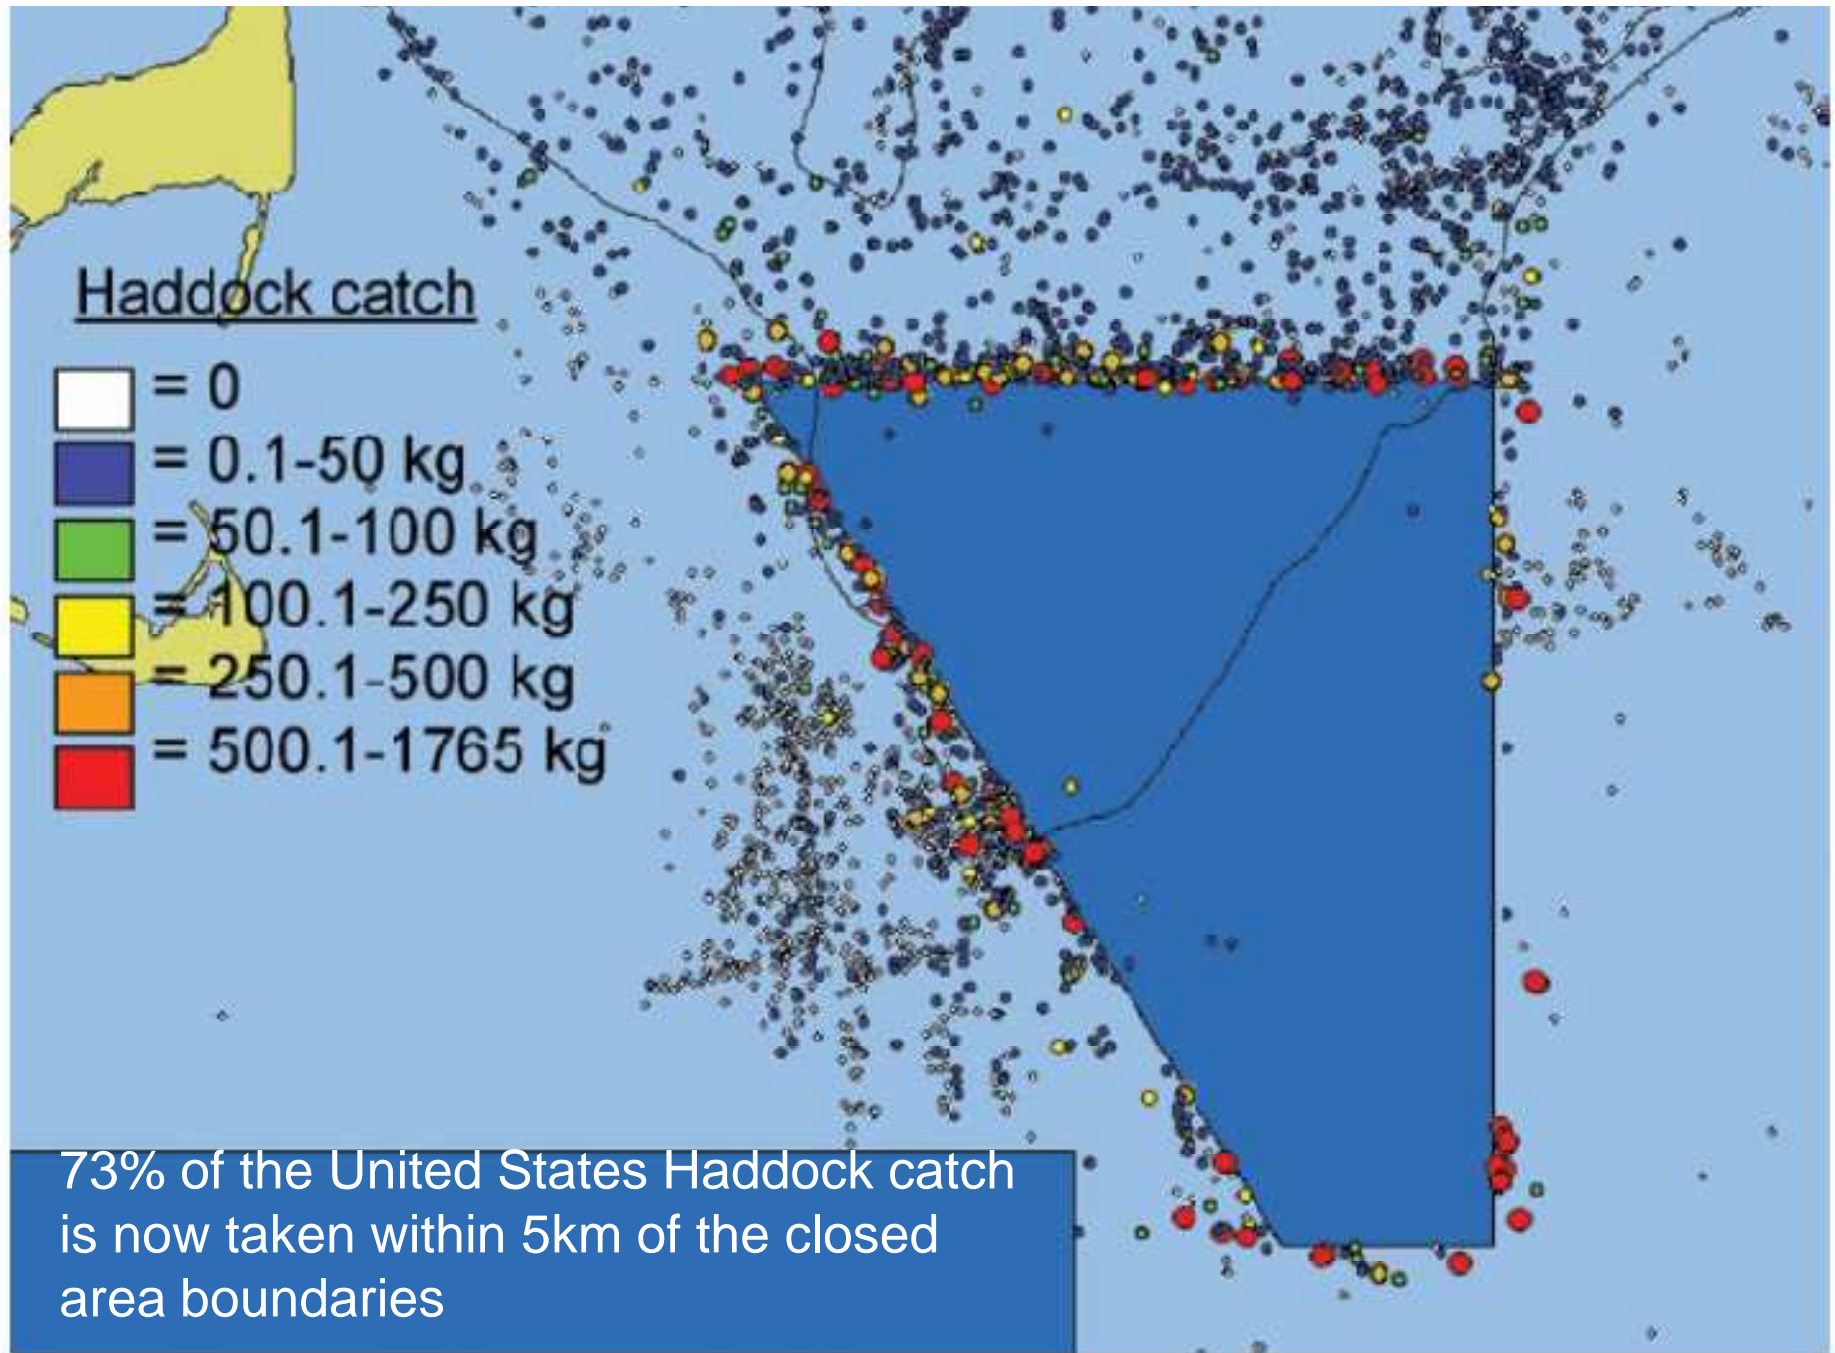 Haddock catch
= 0
= 0.1-50 kg
= 50.1-100 kg
= 100.1-250 kg
= 250.1-500 kg
= 500.1-1765 kg
73% of the United States Haddock catch
is now taken within 5km of the closed
area boundaries